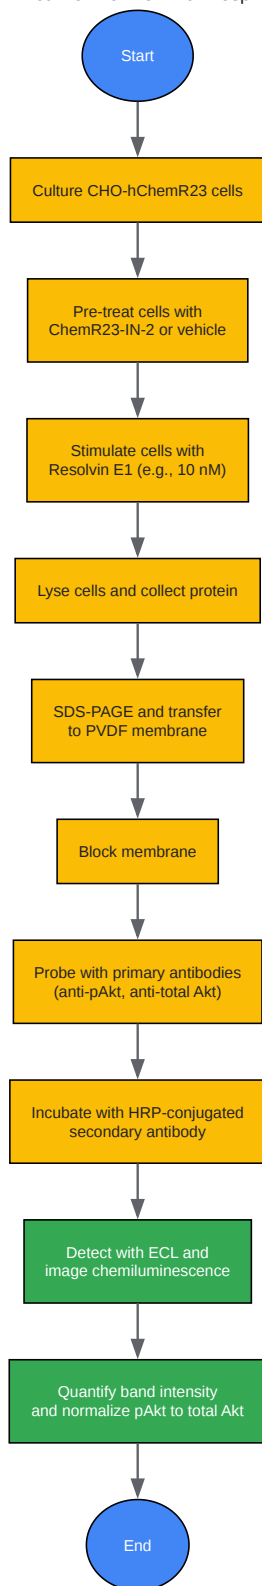 Start
Culture CHO-hChemR23 cells
Pre-treat cells with
ChemR23-IN-2 or vehicle
Stimulate cells with
Resolvin E1 (e.g., 10 nM)
Lyse cells and collect protein
SDS-PAGE and transfer
to PVDF membrane
Block membrane
Probe with primary antibodies
(anti-pAkt, anti-total Akt)
Incubate with HRP-conjugated
secondary antibody
Detect with ECL and
image chemiluminescence
Quantify band intensity
and normalize pAkt to total Akt
End